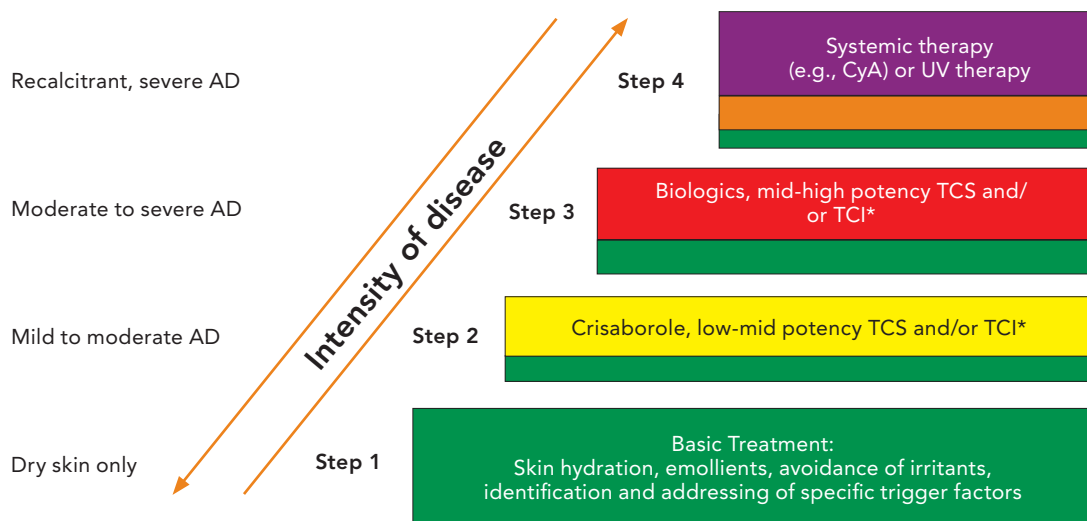 Recalcitrant, severe AD
Step 4
Systemic therapy
(e.g., CyA) or UV therapy
Moderate to severe AD
Step 3
Biologics, mid-high potency TCS and/
or TCI*
Intensity of disease
Mild to moderate AD
Step 2
Crisaborole, low-mid potency TCS and/or TCI*
Dry skin only
Step 1
Basic Treatment:
Skin hydration, emollients, avoidance of irritants,
identification and addressing of specific trigger factors